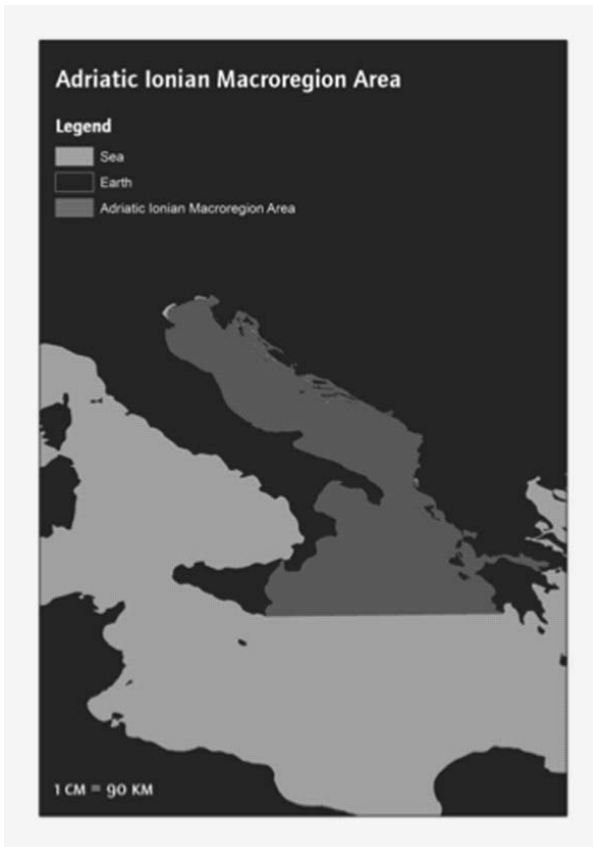 Adriatic Ionian Macroregion Area
Legend
Sea
Earth
Adriatic Ionian Macroregion Area
1 CM = 90 KM